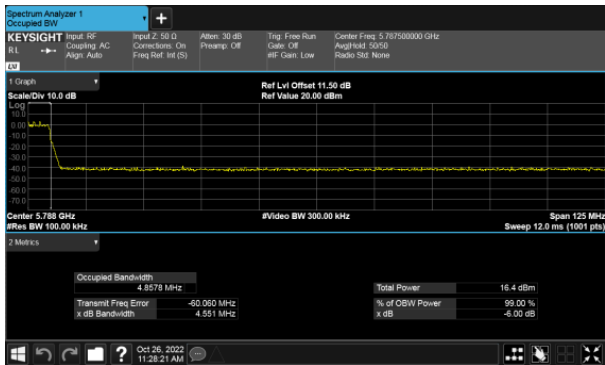 Spectrum Analyzer 1
Occupied BW
KEYSIGHT
R L
Input: RF
Coupling: AC
Align: Auto
Input Z: 50 Ω
Corrections: On
Freq Ref: Int (S)
Atten: 30 dB
Preamp: Off
Trig: Free Run
Gate: Off
#IF Gain: Low
Center Freq: 5.787500000 GHz
Avg|Hold: 50/50
Radio Std: None
1 Graph
Scale/Div 10.0 dB
Ref Lvl Offset 11.50 dB
Ref Value 20.00 dBm
Log
10.0
0.00
-10.0
-20.0
-30.0
-40.0
-50.0
-60.0
-70.0
Center 5.788 GHz
#Res BW 100.00 kHz
#Video BW 300.00 kHz
Span 125 MHz
Sweep 12.0 ms (1001 pts)
2 Metrics
Occupied Bandwidth
4.8578 MHz
Total Power 16.4 dBm
Transmit Freq Error -60.060 MHz
% of OBW Power 99.00 %
x dB Bandwidth 4.551 MHz
x dB -6.00 dB
?
Oct 26, 2022
11:28:21 AM